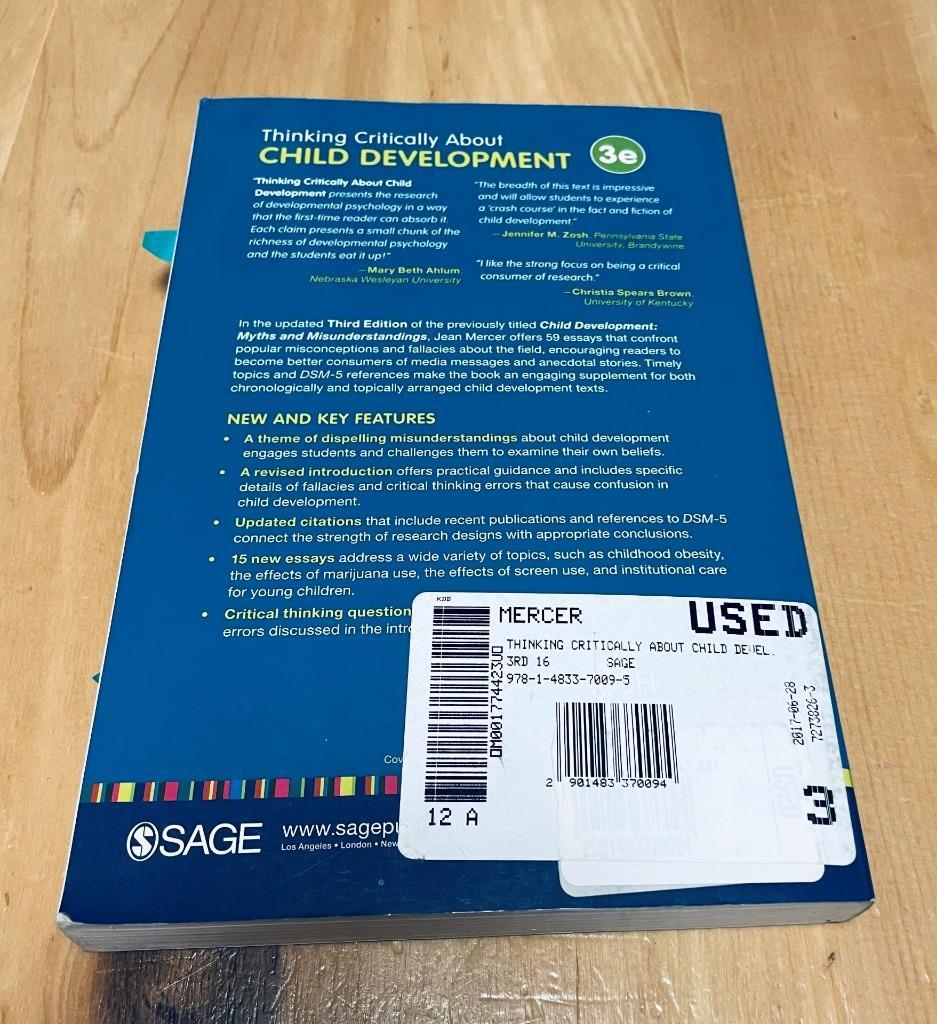 Thinking Critically About
CHILD DEVELOPMENT 3e
"Thinking Critically About Child
Development presents the research
of developmental psychology in a way
that the first-time reader can absorb it.
Each claim presents a small chunk of the
richness of developmental psychology
and the students eat it up!"
—Mary Beth Ahlum,
Nebraska Wesleyan University
"The breadth of this text is impressive
and will allow students to experience
a 'crash course' in the fact and fiction of
child development."
—Jennifer M. Zosh, Pennsylvania State
University, Brandywine
"I like the strong focus on being a critical
consumer of research."
—Christia Spears Brown,
University of Kentucky
In the updated Third Edition of the previously titled Child Development:
Myths and Misunderstandings, Jean Mercer offers 59 essays that confront
popular misconceptions and fallacies about the field, encouraging readers to
become better consumers of media messages and anecdotal stories. Timely
topics and DSM-5 references make the book an engaging supplement for both
chronologically and topically arranged child development texts.
NEW AND KEY FEATURES
• A theme of dispelling misunderstandings about child development
engages students and challenges them to examine their own beliefs.
• A revised introduction offers practical guidance and includes specific
details of fallacies and critical thinking errors that cause confusion in
child development.
• Updated citations that include recent publications and references to DSM-5
connect the strength of research designs with appropriate conclusions.
• 15 new essays address a wide variety of topics, such as childhood obesity,
the effects of marijuana use, the effects of screen use, and institutional care
for young children.
• Critical thinking question
errors discussed in the intro
Cov
SAGE www.sagepu
Los Angeles • London • New
KJD
MERCER USED
THINKING CRITICALLY ABOUT CHILD DEVEL.
3RD 16 SAGE
978-1-4833-7009-5
0M001774423UO
2 901483 370094
2017-06-28
7273826-3
12 A
3